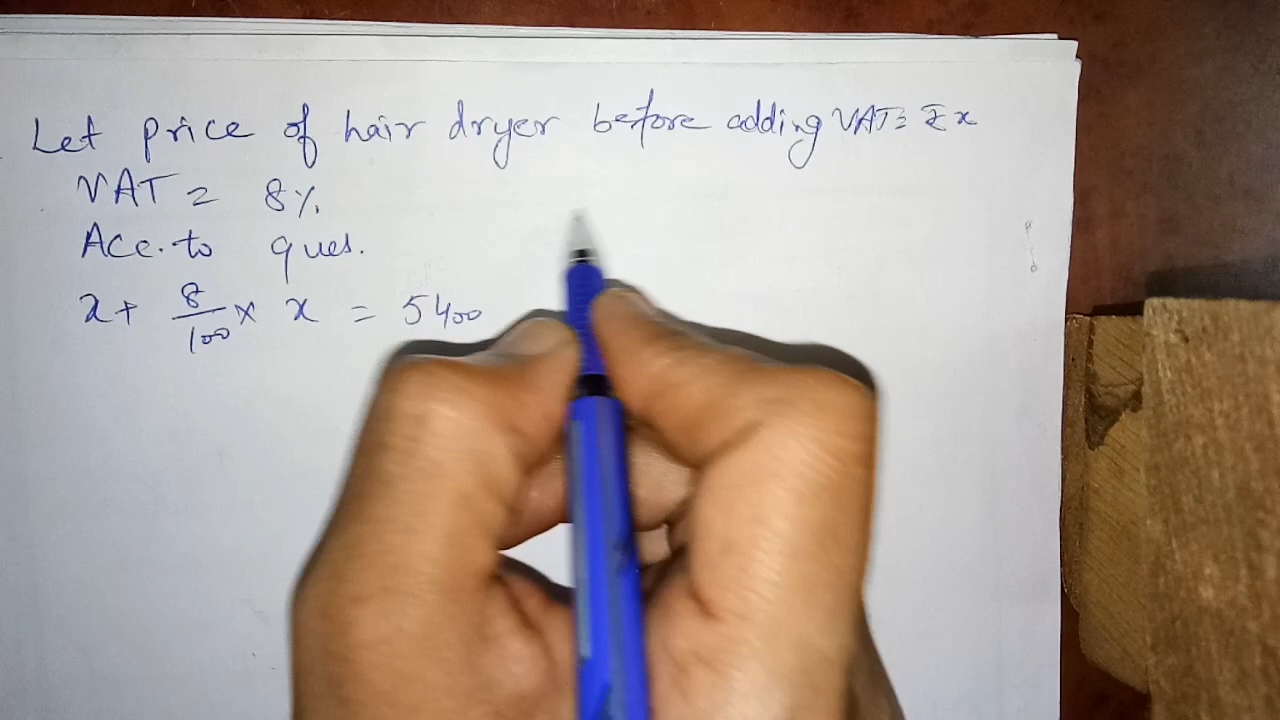 Let price of hair dryer before adding VAT = ₹ x
VAT = 8%
Acc. to ques.
x + 8/100 × x = 5400